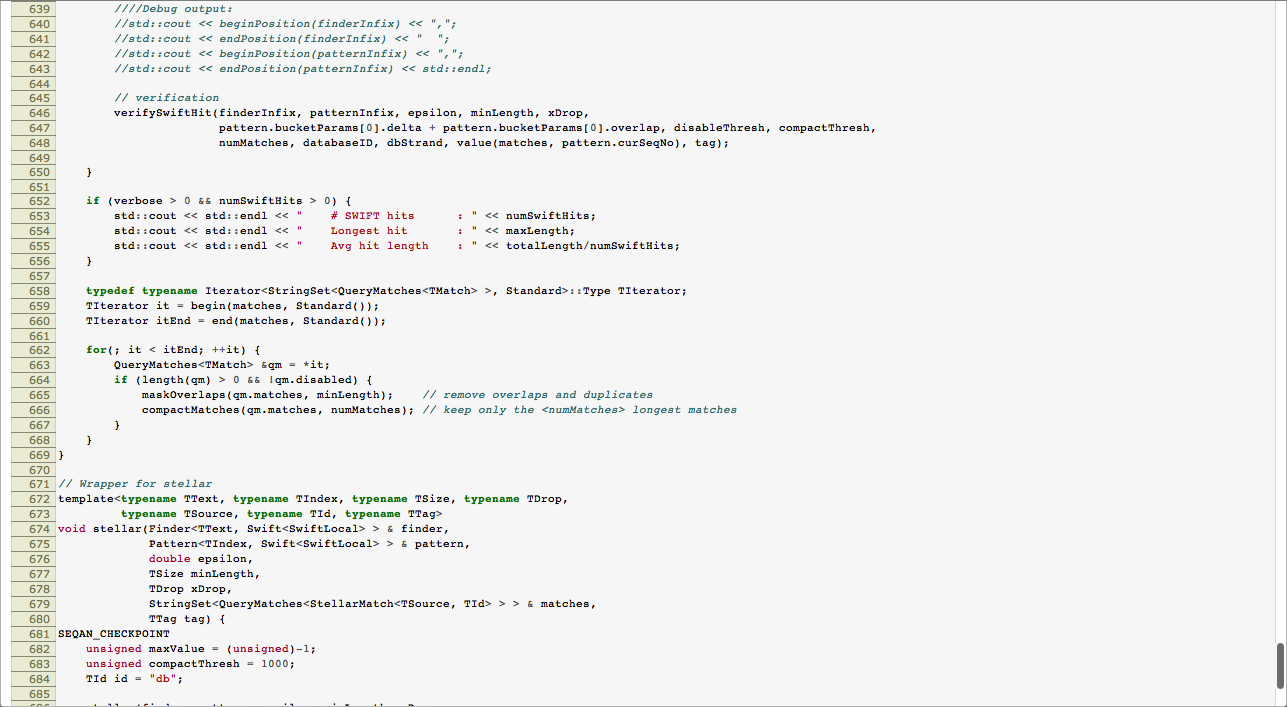 639 ////Debug output:
640 //std::cout << beginPosition(finderInfix) << ",";
641 //std::cout << endPosition(finderInfix) << "  ";
642 //std::cout << beginPosition(patternInfix) << ",";
643 //std::cout << endPosition(patternInfix) << std::endl;
644
645 // verification
646 verifySwiftHit(finderInfix, patternInfix, epsilon, minLength, xDrop,
647 pattern.bucketParams[0].delta + pattern.bucketParams[0].overlap, disableThresh, compactThresh,
648 numMatches, databaseID, dbStrand, value(matches, pattern.curSeqNo), tag);
649
650 }
651
652 if (verbose > 0 && numSwiftHits > 0) {
653 std::cout << std::endl << "    # SWIFT hits      : " << numSwiftHits;
654 std::cout << std::endl << "    Longest hit       : " << maxLength;
655 std::cout << std::endl << "    Avg hit length    : " << totalLength/numSwiftHits;
656 }
657
658 typedef typename Iterator<StringSet<QueryMatches<TMatch> >, Standard>::Type TIterator;
659 TIterator it = begin(matches, Standard());
660 TIterator itEnd = end(matches, Standard());
661
662 for(; it < itEnd; ++it) {
663 QueryMatches<TMatch> &qm = *it;
664 if (length(qm) > 0 && !qm.disabled) {
665 maskOverlaps(qm.matches, minLength);    // remove overlaps and duplicates
666 compactMatches(qm.matches, numMatches); // keep only the <numMatches> longest matches
667 }
668 }
669 }
670
671 // Wrapper for stellar
672 template<typename TText, typename TIndex, typename TSize, typename TDrop,
673 typename TSource, typename TId, typename TTag>
674 void stellar(Finder<TText, Swift<SwiftLocal> > & finder,
675 Pattern<TIndex, Swift<SwiftLocal> > & pattern,
676 double epsilon,
677 TSize minLength,
678 TDrop xDrop,
679 StringSet<QueryMatches<StellarMatch<TSource, TId> > > & matches,
680 TTag tag) {
681 SEQAN_CHECKPOINT
682 unsigned maxValue = (unsigned)-1;
683 unsigned compactThresh = 1000;
684 TId id = "db";
685